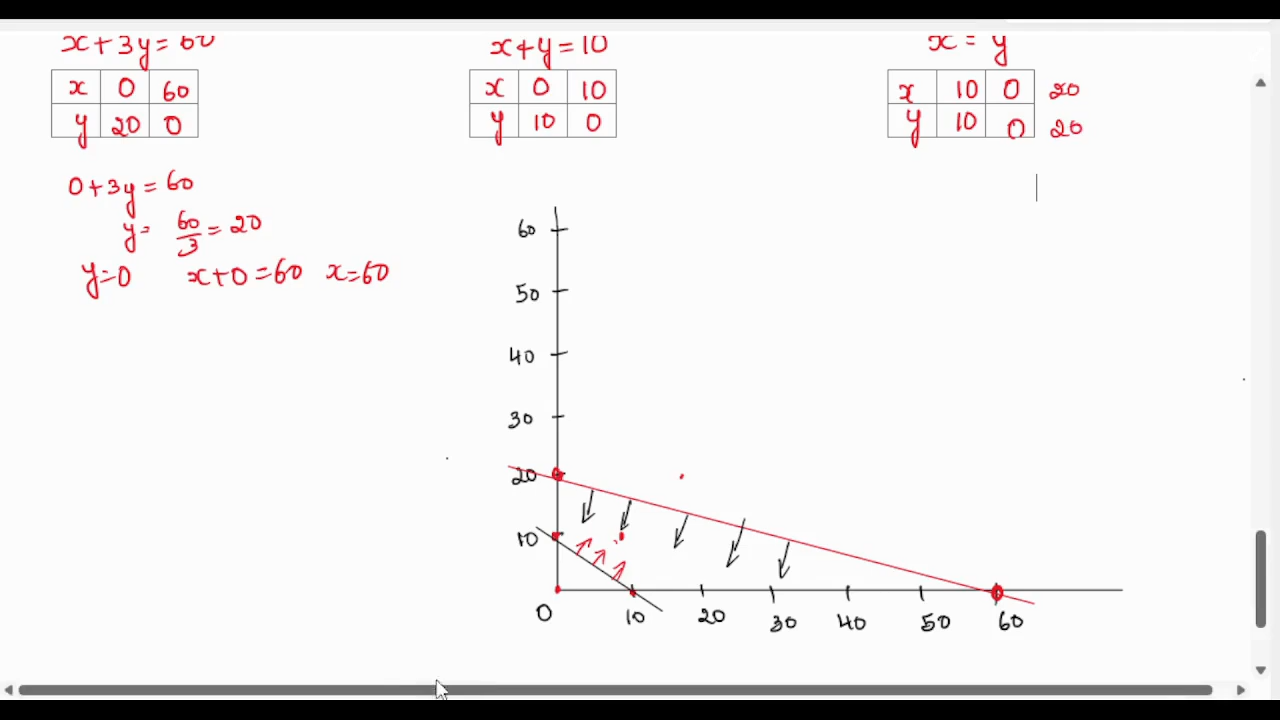 x+3y=60
x 0 60
y 20 0
x+y=10
x 0 10
y 10 0
x = y
x 10 0 20
y 10 0 20
0+3y=60
y= 60/3 = 20
y=0 x+0=60 x=60
60
50
40
30
20
10
0 10 20 30 40 50 60